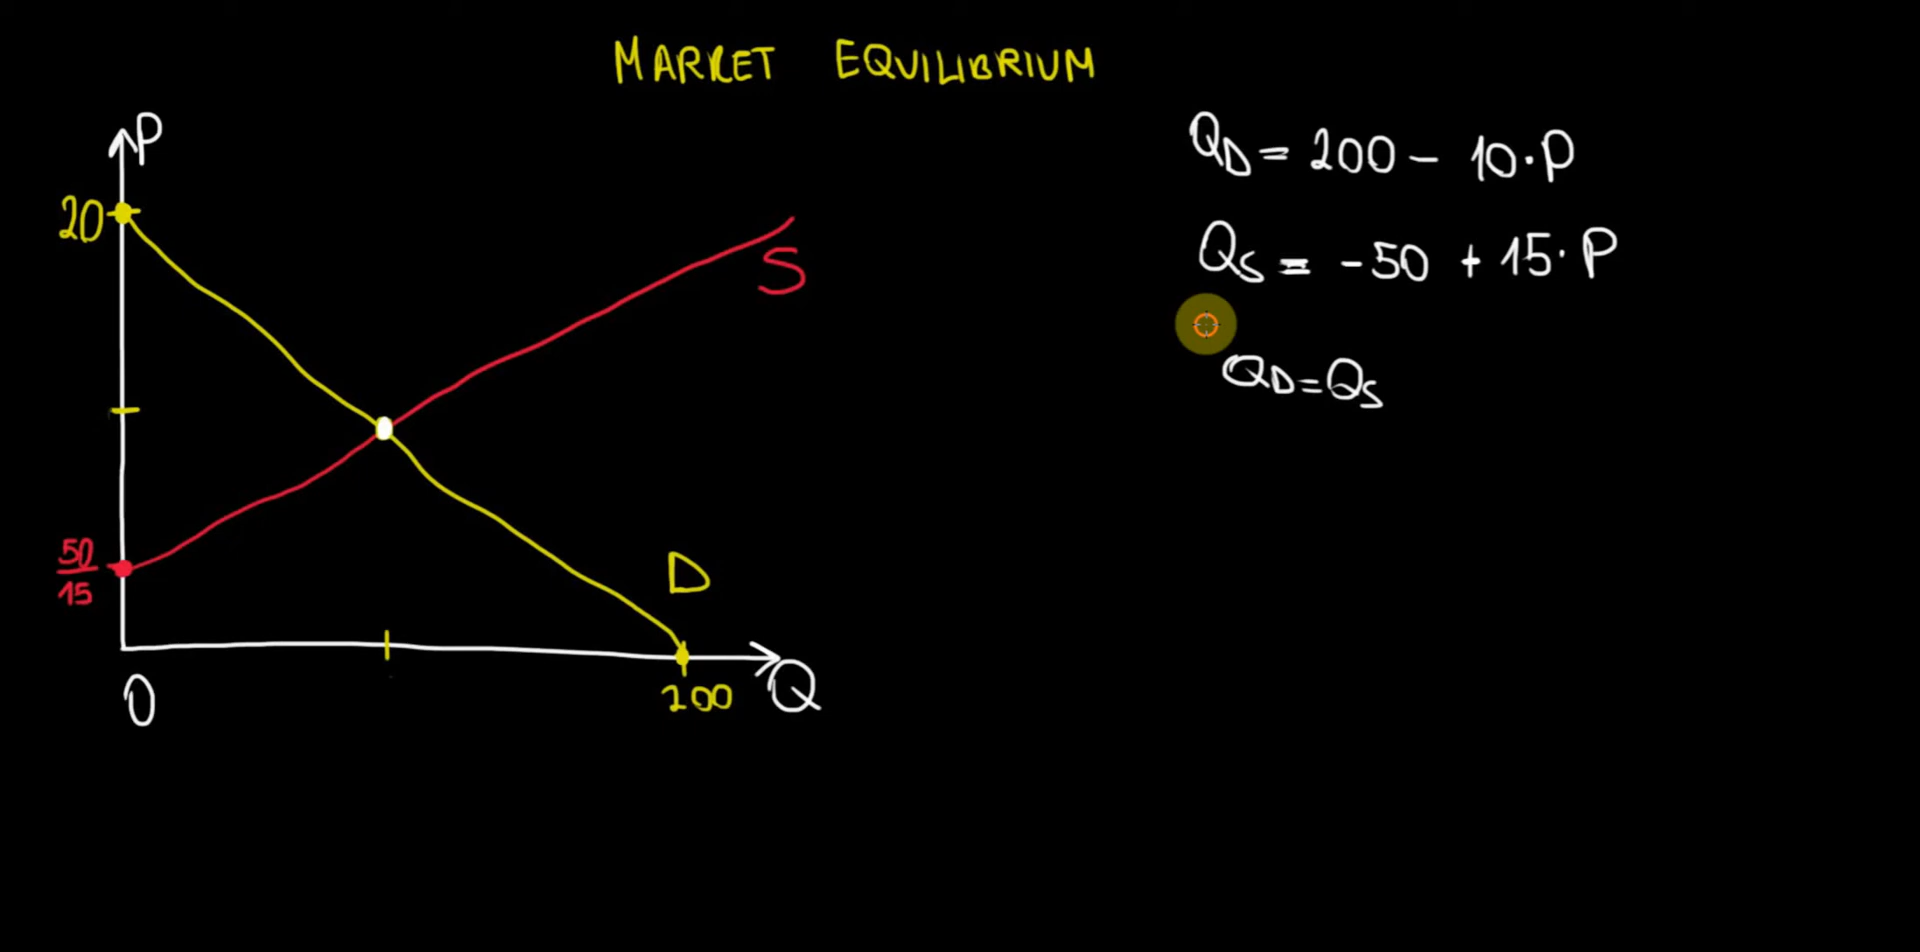 MARKET EQUILIBRIUM
P
20
S
50
15
D
0
200
Q
QD = 200 - 10·P
QS = -50 + 15·P
QD = QS